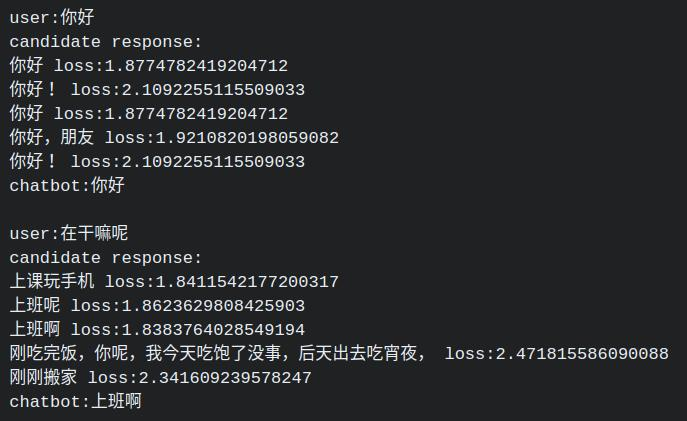 user:你好
candidate response:
你好 loss:1.8774782419204712
你好！ loss:2.1092255115509033
你好 loss:1.8774782419204712
你好，朋友 loss:1.9210820198059082
你好！ loss:2.1092255115509033
chatbot:你好
user:在干嘛呢
candidate response:
上课玩手机 loss:1.8411542177200317
上班呢 loss:1.8623629808425903
上班啊 loss:1.8383764028549194
刚吃完饭，你呢，我今天吃饱了没事，后天出去吃宵夜， loss:2.471815586090088
刚刚搬家 loss:2.341609239578247
chatbot:上班啊